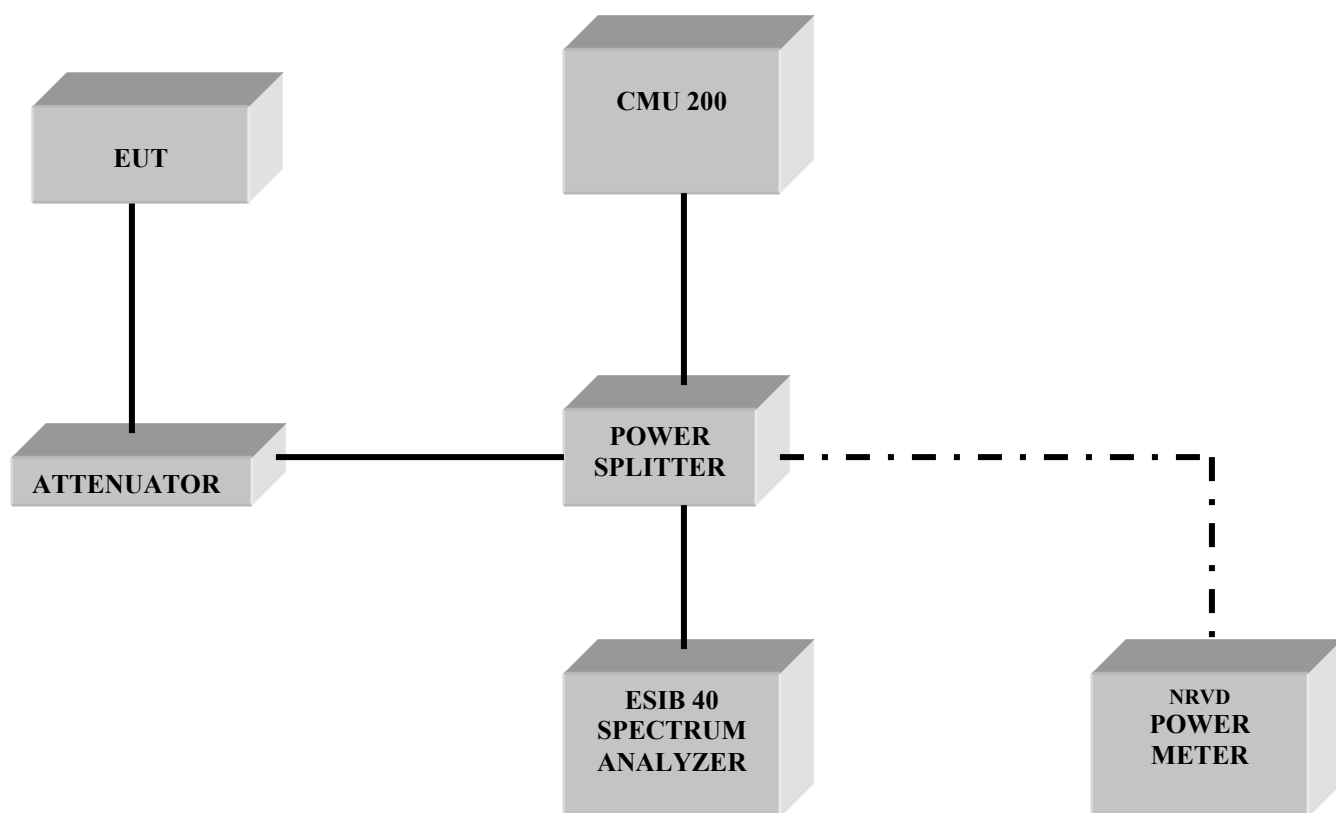 CMU 200
EUT
POWER
SPLITTER
ATTENUATOR
ESIB 40
SPECTRUM
ANALYZER
NRVD
POWER
METER